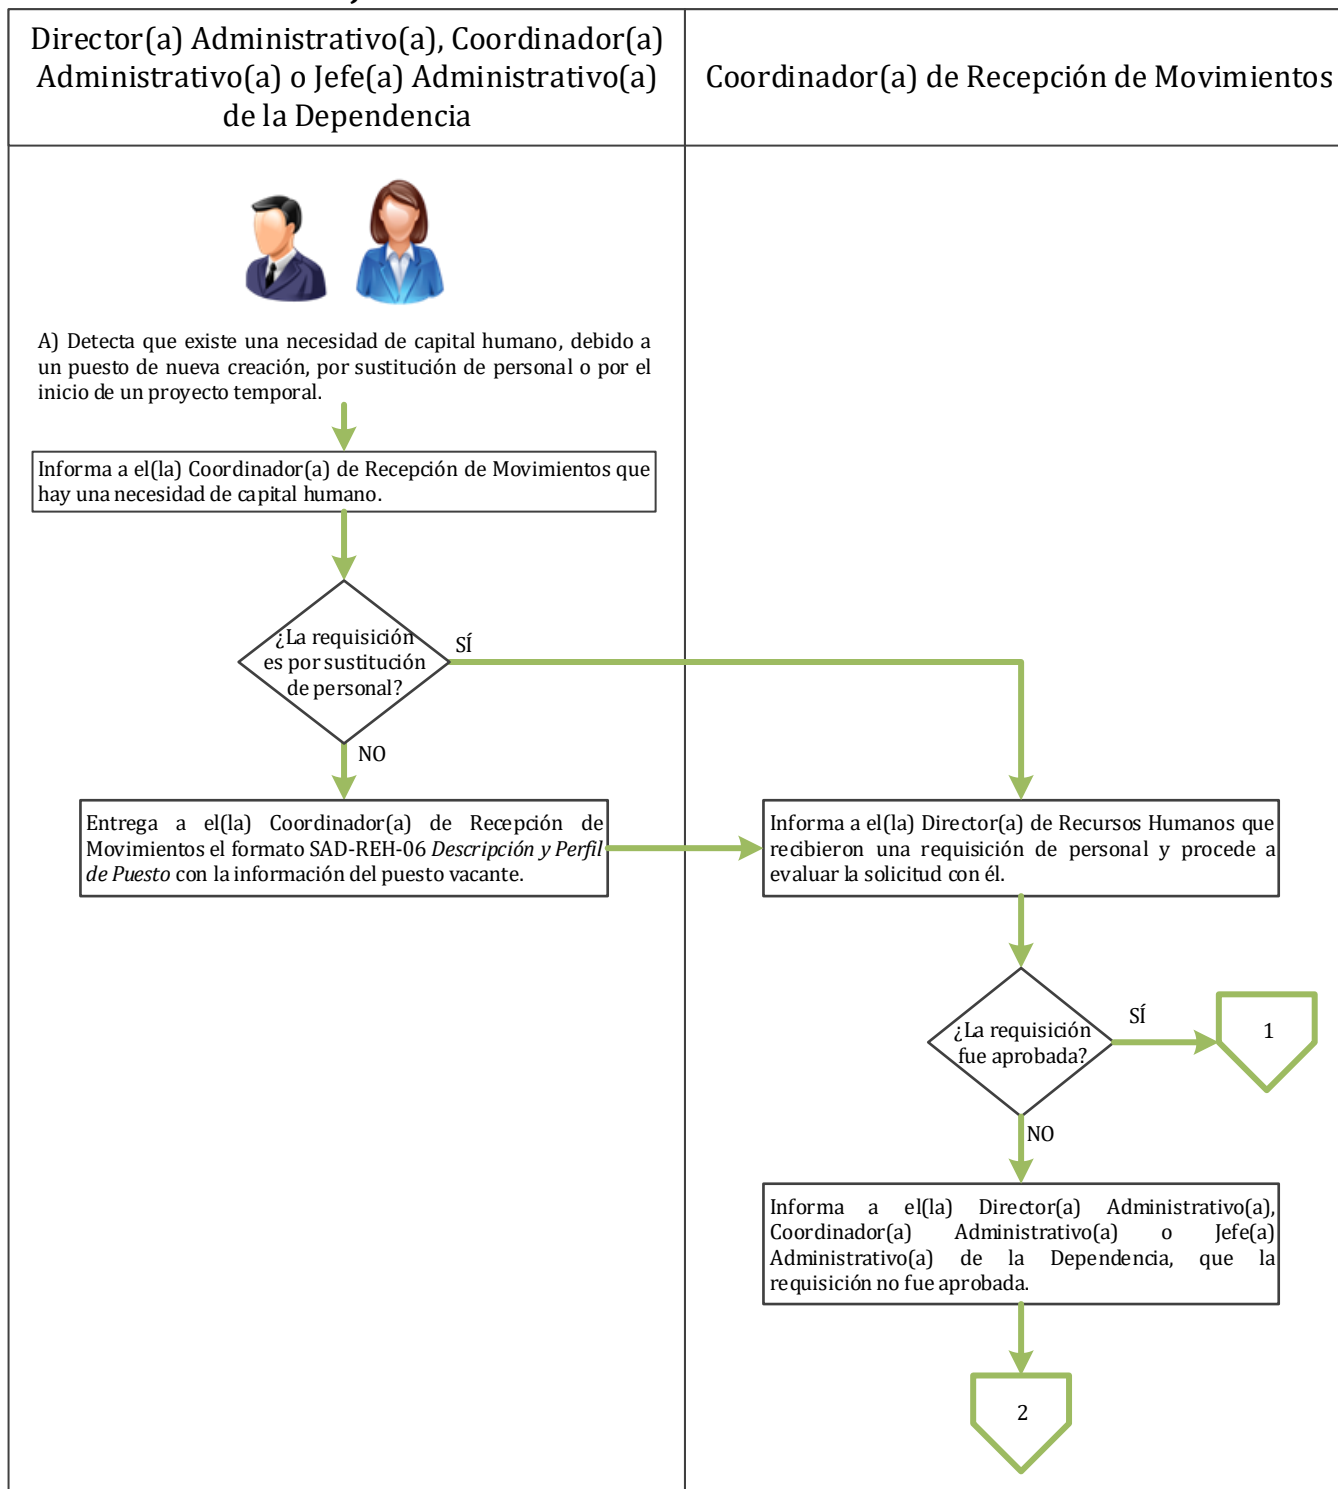 Director(a) Administrativo(a), Coordinador(a)
Administrativo(a) o Jefe(a) Administrativo(a)
de la Dependencia
Coordinador(a) de Recepción de Movimientos
A) Detecta que existe una necesidad de capital humano, debido a
un puesto de nueva creación, por sustitución de personal o por el
inicio de un proyecto temporal.
Informa a el(la) Coordinador(a) de Recepción de Movimientos que
hay una necesidad de capital humano.
¿La requisición
es por sustitución
de personal?
SÍ
NO
Entrega a el(la) Coordinador(a) de Recepción de
Movimientos el formato SAD-REH-06 Descripción y Perfil
de Puesto con la información del puesto vacante.
Informa a el(la) Director(a) de Recursos Humanos que
recibieron una requisición de personal y procede a
evaluar la solicitud con él.
¿La requisición
fue aprobada?
SÍ
1
NO
Informa a el(la) Director(a) Administrativo(a),
Coordinador(a) Administrativo(a) o Jefe(a)
Administrativo(a) de la Dependencia, que la
requisición no fue aprobada.
2